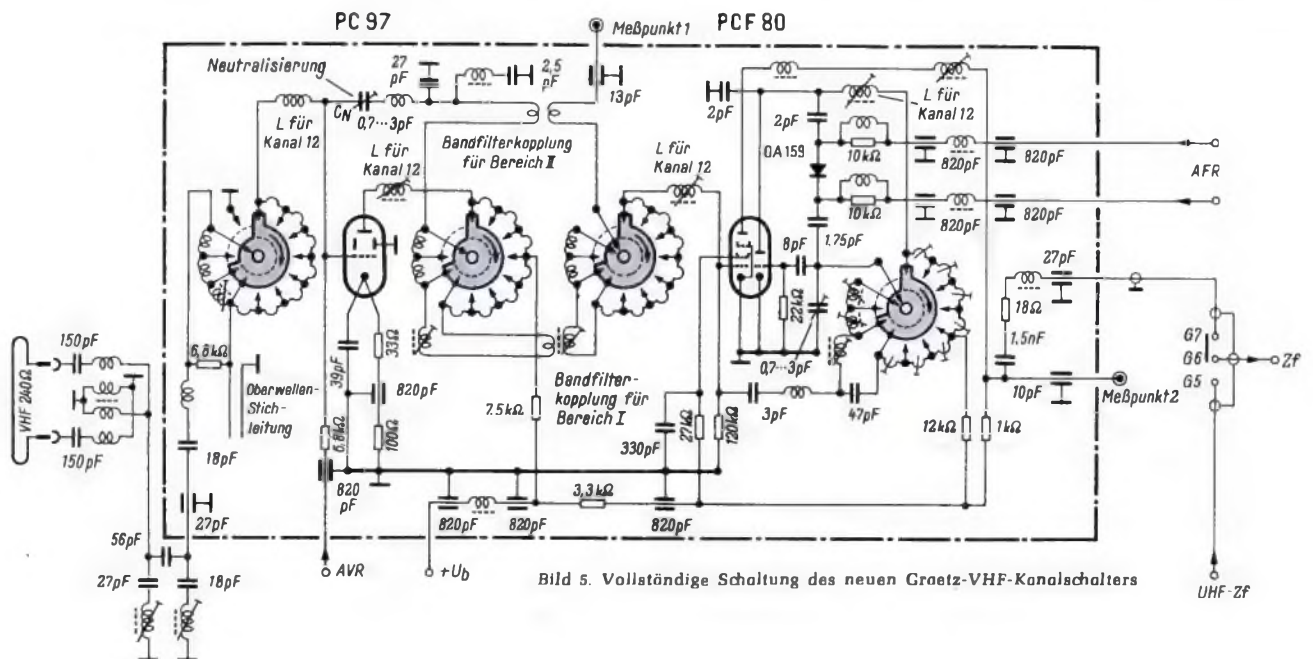 PC 97
Meßpunkt 1
PCF 80
Neutralisierung
27
pF
2,5
nF
13pF
CN
0,7...3pF
L für
Kanal 12
Bandfilterkopplung
für Bereich II
L für
Kanal 12
L für
Kanal 12
2pF
2pF
OA159
L für
Kanal 12
10kΩ
820pF
820pF
AFR
10kΩ
820pF
820pF
1,75pF
8pF
22kΩ
0,7...3pF
27pF
18Ω
1,5nF
10pF
Meßpunkt 2
G7
G6
G5
Zf
VHF 240Ω
150pF
150pF
6,8kΩ
Oberwellen-
Stich-
leitung
18pF
27pF
56pF
27pF
18pF
39pF
33Ω
820pF
6,8kΩ
100Ω
820
pF
7,5kΩ
Bandfilter-
kopplung für
Bereich I
330pF
27kΩ
120kΩ
3pF
47pF
12kΩ
1kΩ
820pF
820pF
3,3kΩ
820pF
AVR
+Ub
UHF-Zf
Bild 5. Vollständige Schaltung des neuen Graetz-VHF-Kanalschalters